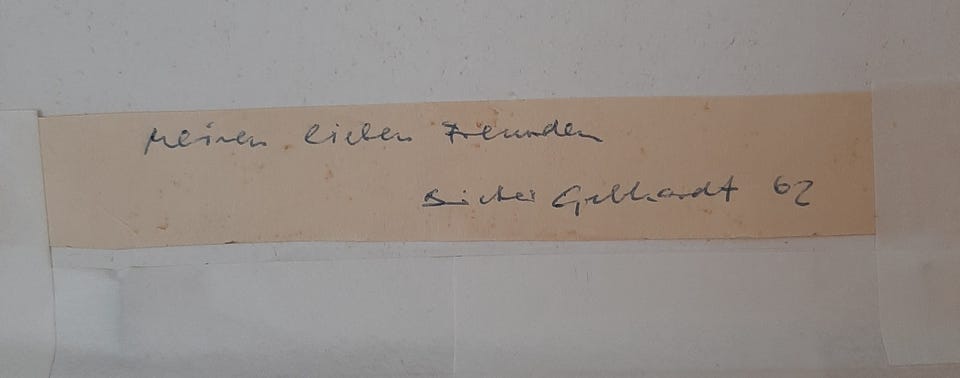 Meinen lieben Freunden
Dieter Gebhardt 62